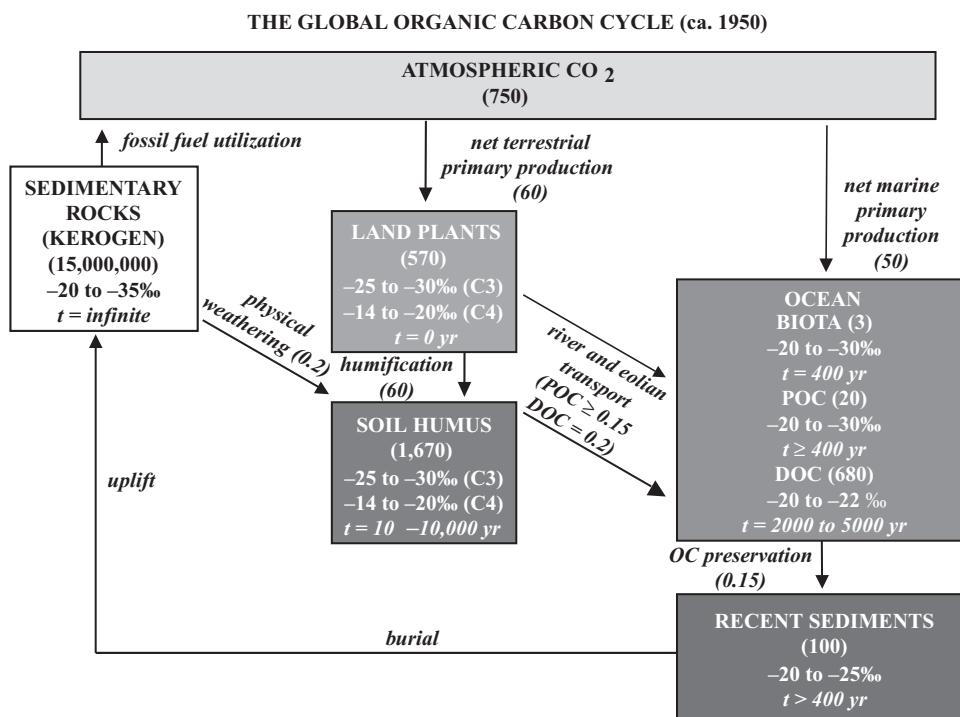 THE GLOBAL ORGANIC CARBON CYCLE (ca. 1950)
ATMOSPHERIC CO 2
(750)
fossil fuel utilization
net terrestrial
primary production
(60)
net marine
primary
production
(50)
SEDIMENTARY
ROCKS
(KEROGEN)
(15,000,000)
–20 to –35‰
t = infinite
LAND PLANTS
(570)
–25 to –30‰ (C3)
–14 to –20‰ (C4)
t = 0 yr
physical
weathering (0.2)
humification
(60)
river and eolian
transport
(POC ≥ 0.15
DOC = 0.2)
SOIL HUMUS
(1,670)
–25 to –30‰ (C3)
–14 to –20‰ (C4)
t = 10 –10,000 yr
OCEAN
BIOTA (3)
–20 to –30‰
t = 400 yr
POC (20)
–20 to –30‰
t ≥ 400 yr
DOC (680)
–20 to –22 ‰
t = 2000 to 5000 yr
uplift
OC preservation
(0.15)
burial
RECENT SEDIMENTS
(100)
–20 to –25‰
t > 400 yr